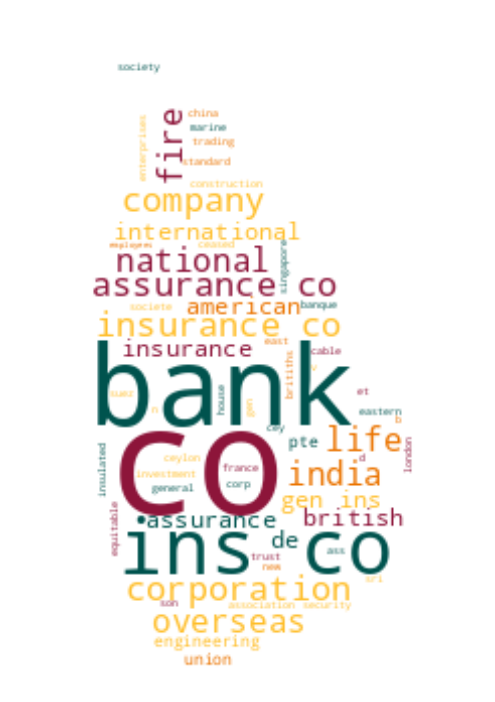 society
fire
enterprises
china
marine
trading
standard
construction
company
international
employees
ceased
singapore
national
assurance co
societe
american
banque
insurance co
east
insurance
cable
britiths
v
bank
suez
n
house
gen
et
eastern
b
cey
pte
life
london
insulated
co
ceylon
investment
general
france
corp
d
india
gen ins
equitable
assurance
british
ins co
de
ass
trust
new
sri
corporation
son
association
security
overseas
engineering
union